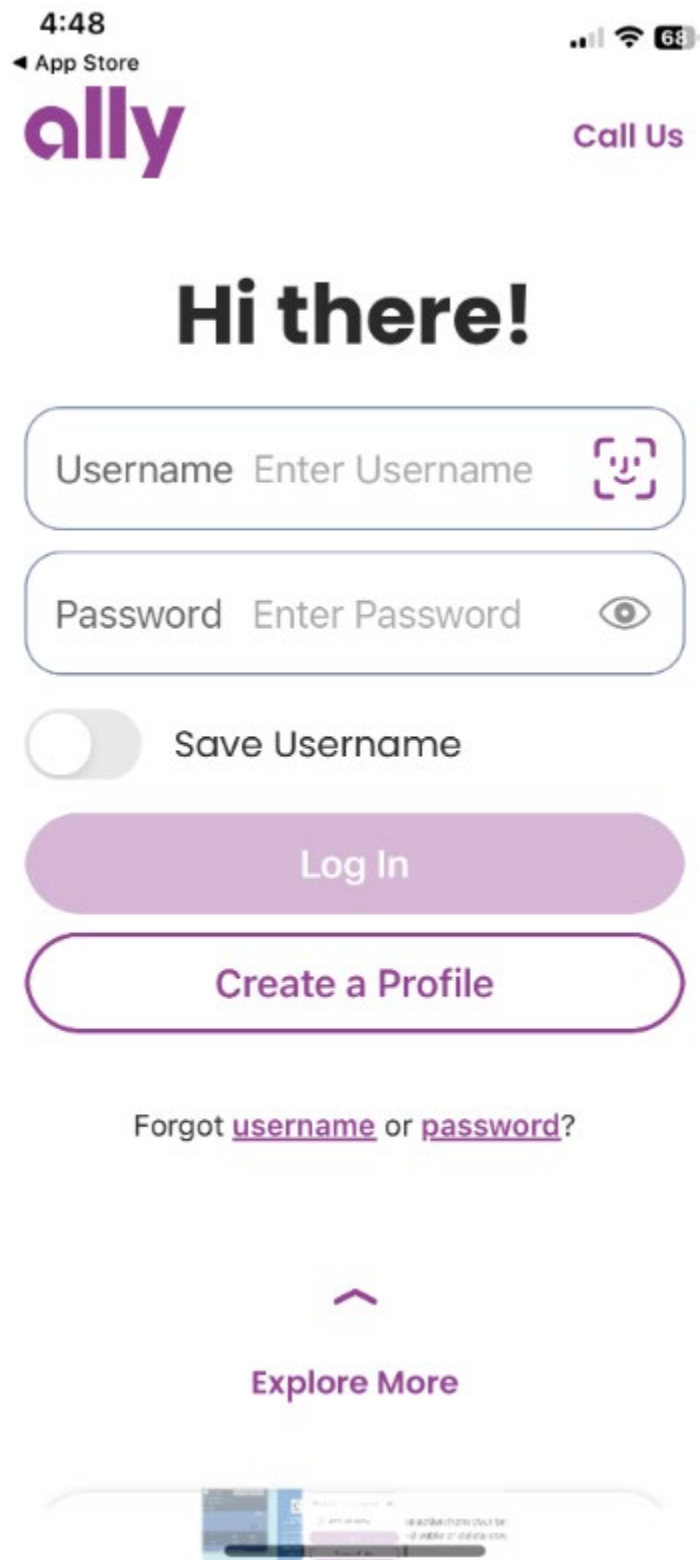 4:48
68
◀ App Store
ally
Call Us
Hi there!
Username Enter Username
Password Enter Password
Save Username
Log In
Create a Profile
Forgot username or password?
Explore More